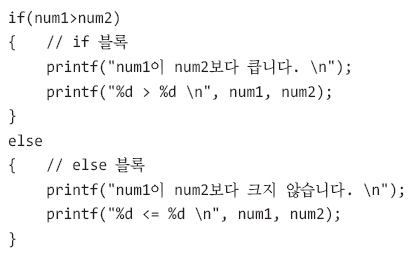 if(num1>num2)
{    // if 블록
    printf("num1이 num2보다 큽니다. \n");
    printf("%d > %d \n", num1, num2);
}
else
{    // else 블록
    printf("num1이 num2보다 크지 않습니다. \n");
    printf("%d <= %d \n", num1, num2);
}